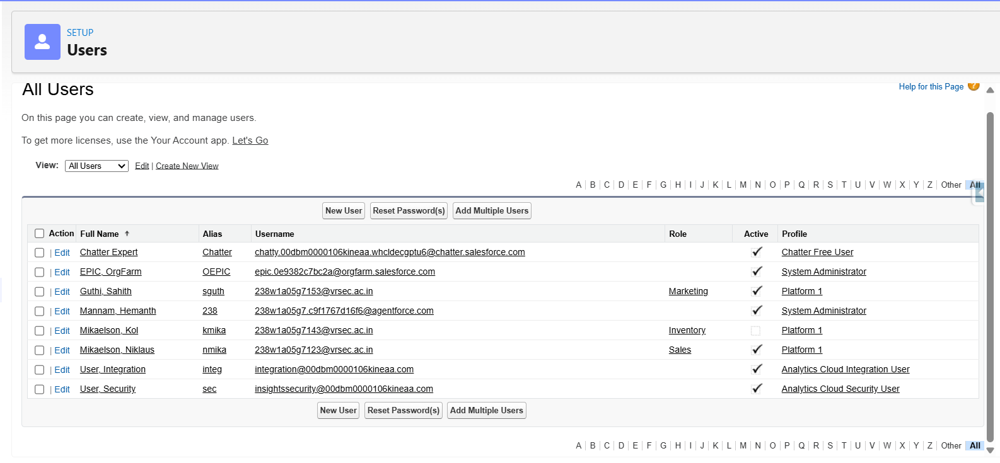 SETUP
Users
All Users
Help for this Page ?
On this page you can create, view, and manage users.
To get more licenses, use the Your Account app. Let's Go
View: All Users Edit | Create New View
A B C D E F G H I J K L M N O P Q R S T U V W X Y Z Other All
New User Reset Password(s) Add Multiple Users
Action Full Name ↑ Alias Username Role Active Profile
| Edit Chatter Expert Chatter chatty.00dbm0000106kineaa.whcldecgptu6@chatter.salesforce.com Chatter Free User
| Edit EPIC, OrgFarm OEPIC epic.0e9382c7bc2a@orgfarm.salesforce.com System Administrator
| Edit Guthi, Sahith sguth 238w1a05g7153@vrsec.ac.in Marketing Platform 1
| Edit Mannam, Hemanth 238 238w1a05g7.c9f1767d16f6@agentforce.com System Administrator
| Edit Mikaelson, Kol kmika 238w1a05g7143@vrsec.ac.in Inventory Platform 1
| Edit Mikaelson, Niklaus nmika 238w1a05g7123@vrsec.ac.in Sales Platform 1
| Edit User, Integration integ integration@00dbm0000106kineaa.com Analytics Cloud Integration User
| Edit User, Security sec insightssecurity@00dbm0000106kineaa.com Analytics Cloud Security User
New User Reset Password(s) Add Multiple Users
A B C D E F G H I J K L M N O P Q R S T U V W X Y Z Other All